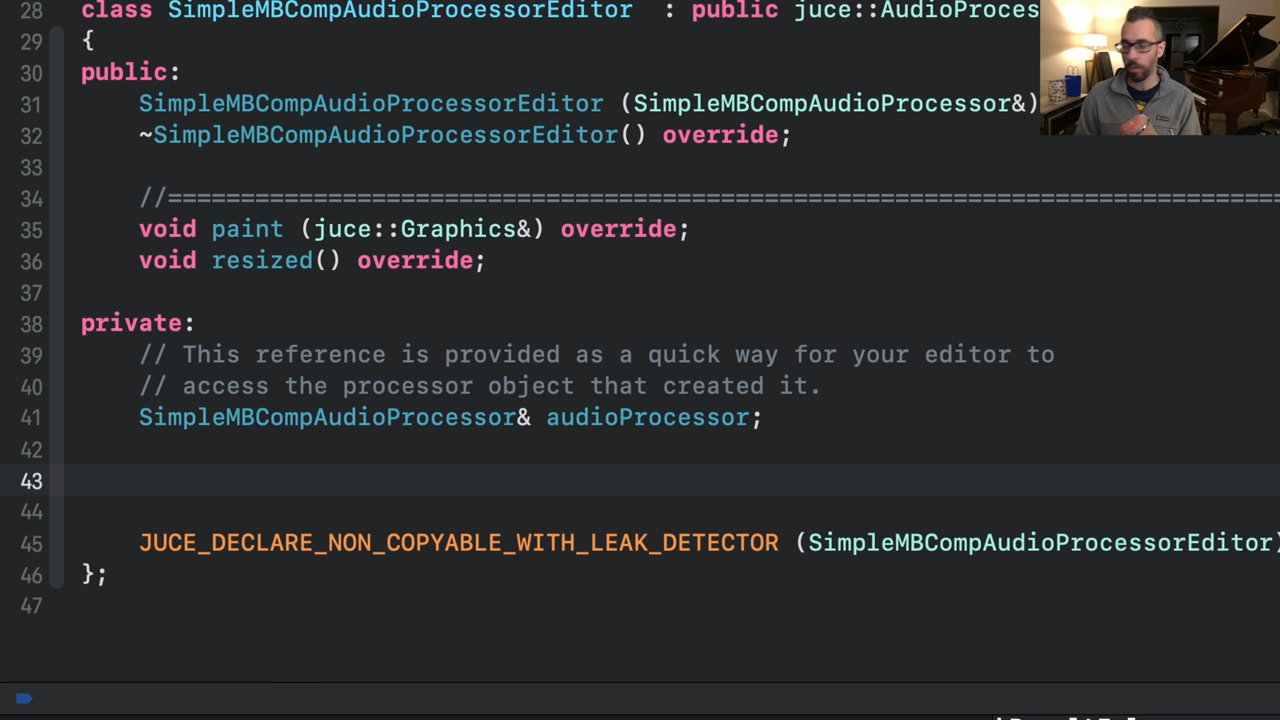 28 class SimpleMBCompAudioProcessorEditor : public juce::AudioProces
29 {
30 public:
31 SimpleMBCompAudioProcessorEditor (SimpleMBCompAudioProcessor&)
32 ~SimpleMBCompAudioProcessorEditor() override;
33
34 //==============================================================================
35 void paint (juce::Graphics&) override;
36 void resized() override;
37
38 private:
39 // This reference is provided as a quick way for your editor to
40 // access the processor object that created it.
41 SimpleMBCompAudioProcessor& audioProcessor;
42
43
44
45 JUCE_DECLARE_NON_COPYABLE_WITH_LEAK_DETECTOR (SimpleMBCompAudioProcessorEditor)
46 };
47